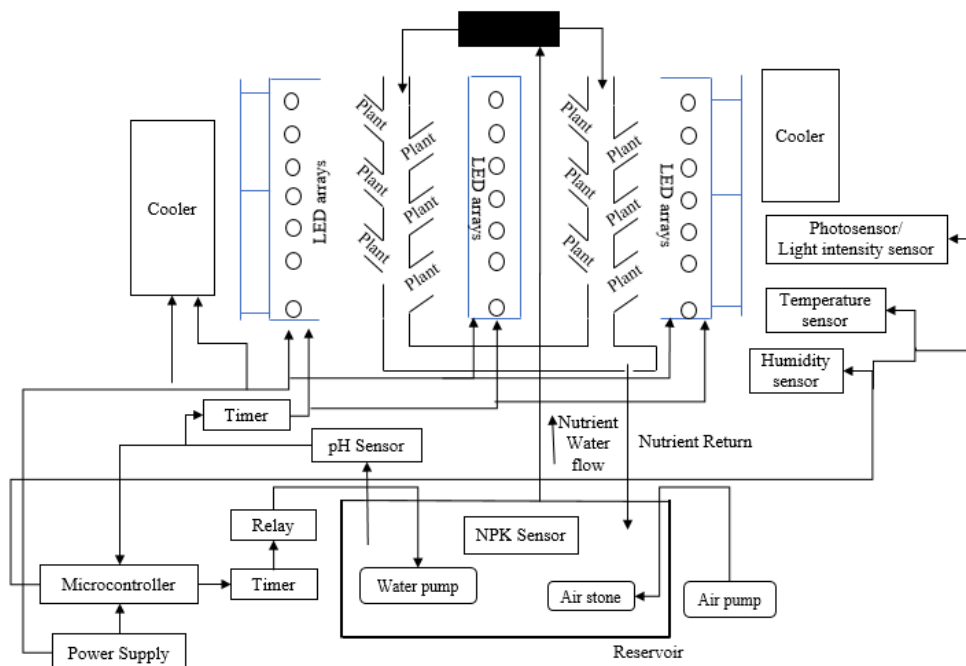 Cooler
LED arrays
Plant
Plant
Plant
Plant
Plant
Plant
LED arrays
Plant
Plant
Plant
Plant
Plant
Plant
LED arrays
Cooler
Photosensor/
Light intensity sensor
Temperature
sensor
Humidity
sensor
Timer
pH Sensor
Nutrient
Water
flow
Nutrient Return
Relay
NPK Sensor
Microcontroller
Timer
Water pump
Air stone
Air pump
Power Supply
Reservoir